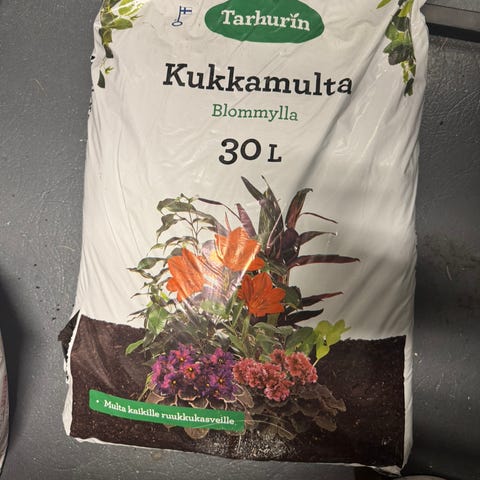 Tarhurin
Kukkamulta
Blommylla
30 L
• Multa kaikille ruukkukasveille.